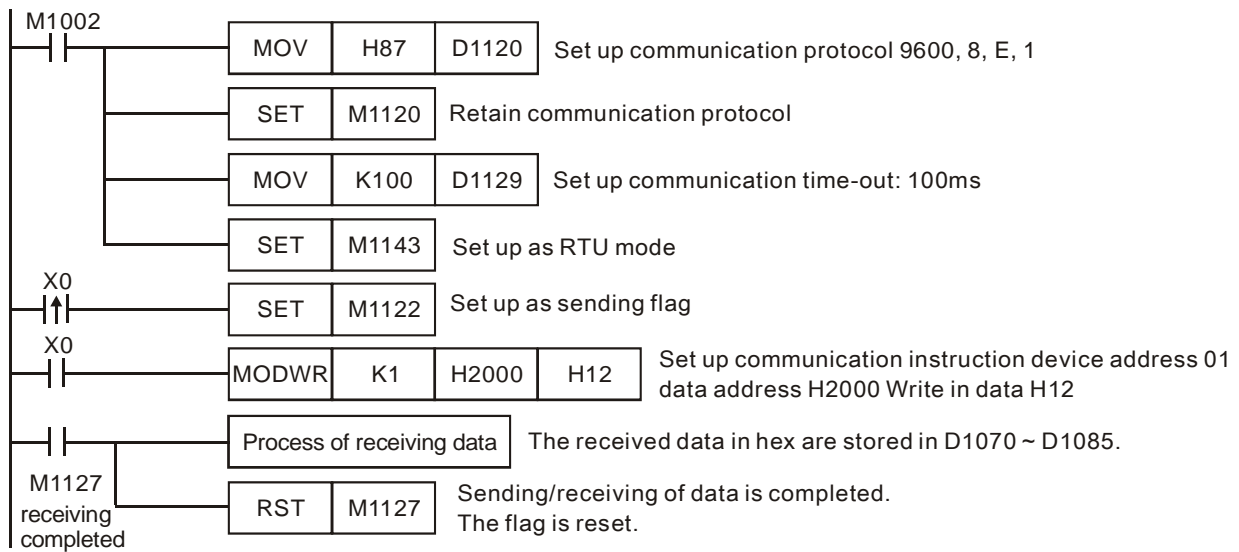 M1002
MOV H87 D1120 Set up communication protocol 9600, 8, E, 1
SET M1120 Retain communication protocol
MOV K100 D1129 Set up communication time-out: 100ms
SET M1143 Set up as RTU mode
X0
SET M1122 Set up as sending flag
X0
MODWR K1 H2000 H12 Set up communication instruction device address 01
data address H2000 Write in data H12
Process of receiving data The received data in hex are stored in D1070 ~ D1085.
M1127
receiving
completed
RST M1127 Sending/receiving of data is completed.
The flag is reset.